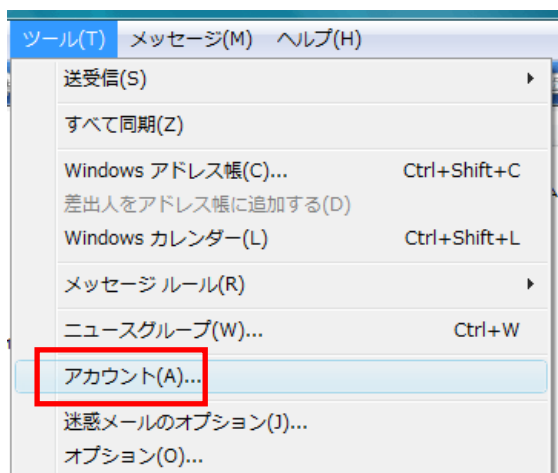 ツール(T) メッセージ(M) ヘルプ(H)
送受信(S)
すべて同期(Z)
Windows アドレス帳(C)... Ctrl+Shift+C
差出人をアドレス帳に追加する(D)
Windows カレンダー(L) Ctrl+Shift+L
メッセージ ルール(R)
ニュースグループ(W)... Ctrl+W
アカウント(A)...
迷惑メールのオプション(J)...
オプション(O)...